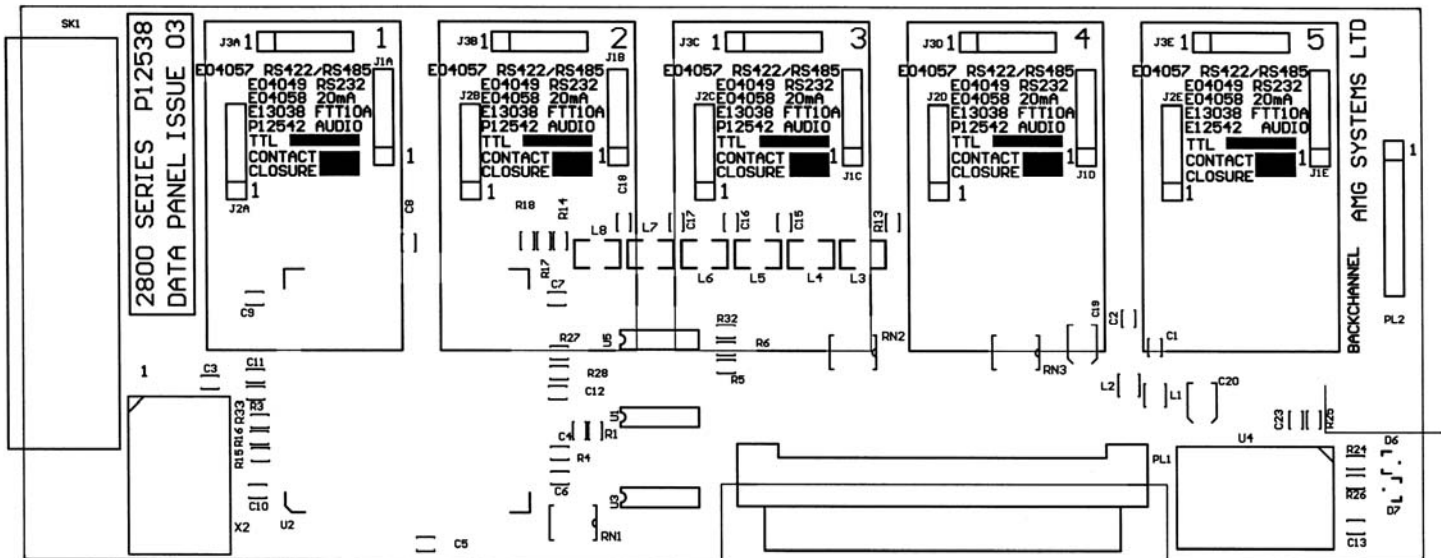 SK1
2800 SERIES P12538
DATA PANEL ISSUE 03
J3A 1
1
J1A
E04057 RS422/RS485
E04049 RS232
E04058 20mA
E13038 FTT10A
P12542 AUDIO
TTL
CONTACT
CLOSURE
1
1
J2A
C8
J3B 1
2
J1B
E04057 RS422/RS485
E04049 RS232
E04058 20mA
E13038 FTT10A
P12542 AUDIO
TTL
CONTACT
CLOSURE
J2B
1
1
C18
J3C 1
3
E04057 RS422/RS485
E04049 RS232
E04058 20mA
E13038 FTT10A
P12542 AUDIO
TTL
CONTACT
CLOSURE
J2C
1
1
J1C
J3D 1
4
E04057 RS422/RS485
E04049 RS232
E04058 20mA
E13038 FTT10A
P12542 AUDIO
TTL
CONTACT
CLOSURE
J2D
1
1
J1D
J3E 1
5
E04057 RS422/RS485
E04049 RS232
E04058 20mA
E13038 FTT10A
E12542 AUDIO
TTL
CONTACT
CLOSURE
J2E
1
1
J1E
BACKCHANNEL AMG SYSTEMS LTD
1
PL2
R18
R14
R17
L8
L7
C17
L6
C16
L5
C15
L4
L3
R13
C9
C7
R27
U5
R32
R6
R5
RN2
RN3
C19
C2
C1
1
C3
C11
R28
C12
L2
L1
C20
R3
R33
R16
R15
C4
R1
U1
R4
C6
C23
R25
U4
PL1
R24
D6
R26
D7
C13
C10
X2
U2
U3
RN1
C5